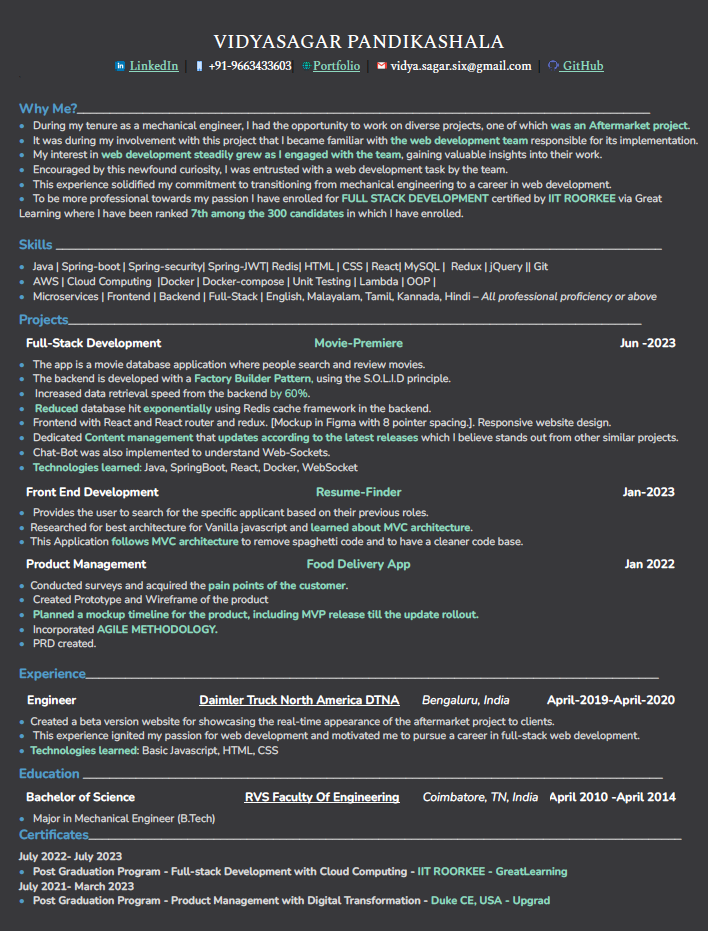 VIDYASAGAR PANDIKASHALA
LinkedIn | +91-9663433603 | Portfolio | vidya.sagar.six@gmail.com | GitHub
Why Me?
• During my tenure as a mechanical engineer, I had the opportunity to work on diverse projects, one of which was an Aftermarket project.
• It was during my involvement with this project that I became familiar with the web development team responsible for its implementation.
• My interest in web development steadily grew as I engaged with the team, gaining valuable insights into their work.
• Encouraged by this newfound curiosity, I was entrusted with a web development task by the team.
• This experience solidified my commitment to transitioning from mechanical engineering to a career in web development.
• To be more professional towards my passion I have enrolled for FULL STACK DEVELOPMENT certified by IIT ROORKEE via Great
Learning where I have been ranked 7th among the 300 candidates in which I have enrolled.
Skills
• Java | Spring-boot | Spring-security| Spring-JWT| Redis| HTML | CSS | React| MySQL | Redux | jQuery || Git
• AWS | Cloud Computing |Docker | Docker-compose | Unit Testing | Lambda | OOP |
• Microservices | Frontend | Backend | Full-Stack | English, Malayalam, Tamil, Kannada, Hindi – All professional proficiency or above
Projects
Full-Stack Development Movie-Premiere Jun -2023
• The app is a movie database application where people search and review movies.
• The backend is developed with a Factory Builder Pattern, using the S.O.L.I.D principle.
• Increased data retrieval speed from the backend by 60%.
• Reduced database hit exponentially using Redis cache framework in the backend.
• Frontend with React and React router and redux. [Mockup in Figma with 8 pointer spacing.]. Responsive website design.
• Dedicated Content management that updates according to the latest releases which I believe stands out from other similar projects.
• Chat-Bot was also implemented to understand Web-Sockets.
• Technologies learned: Java, SpringBoot, React, Docker, WebSocket
Front End Development Resume-Finder Jan-2023
• Provides the user to search for the specific applicant based on their previous roles.
• Researched for best architecture for Vanilla javascript and learned about MVC architecture.
• This Application follows MVC architecture to remove spaghetti code and to have a cleaner code base.
Product Management Food Delivery App Jan 2022
• Conducted surveys and acquired the pain points of the customer.
• Created Prototype and Wireframe of the product
• Planned a mockup timeline for the product, including MVP release till the update rollout.
• Incorporated AGILE METHODOLOGY.
• PRD created.
Experience
Engineer Daimler Truck North America DTNA Bengaluru, India April-2019-April-2020
• Created a beta version website for showcasing the real-time appearance of the aftermarket project to clients.
• This experience ignited my passion for web development and motivated me to pursue a career in full-stack web development.
• Technologies learned: Basic Javascript, HTML, CSS
Education
Bachelor of Science RVS Faculty Of Engineering Coimbatore, TN, India April 2010 -April 2014
• Major in Mechanical Engineer (B.Tech)
Certificates
July 2022- July 2023
• Post Graduation Program - Full-stack Development with Cloud Computing - IIT ROORKEE - GreatLearning
July 2021- March 2023
• Post Graduation Program - Product Management with Digital Transformation - Duke CE, USA - Upgrad